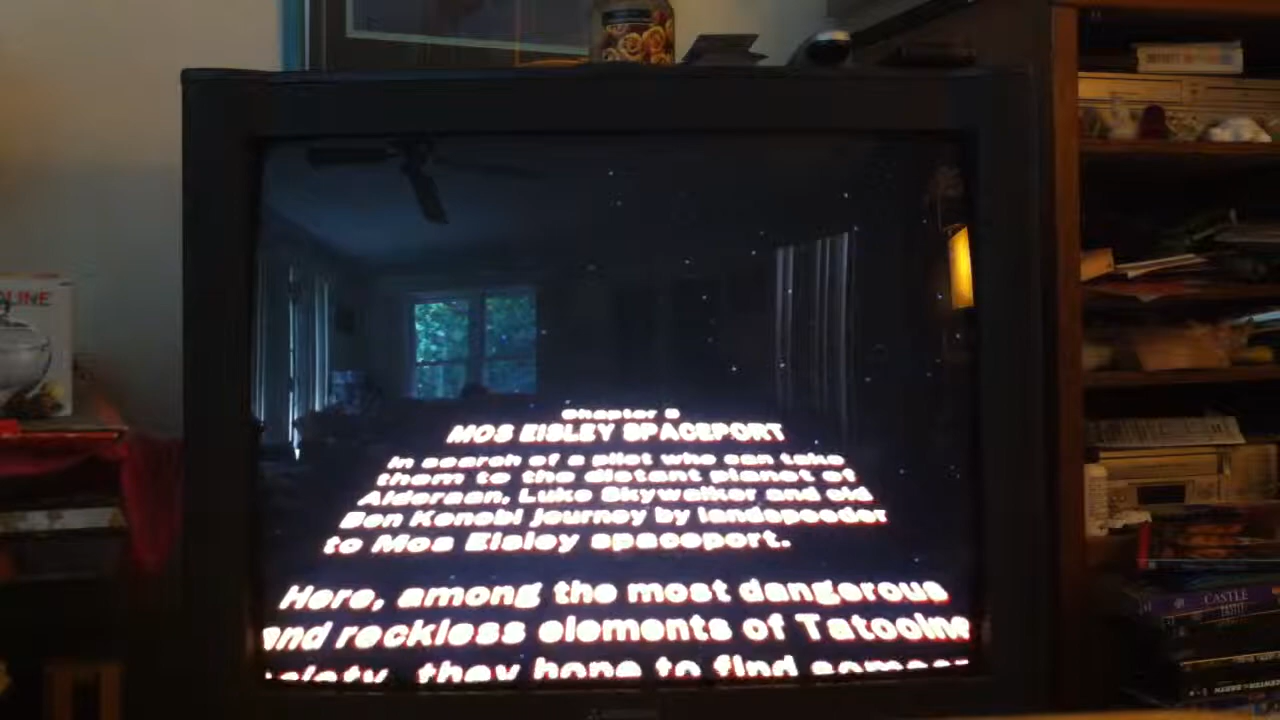 Chapter 5
MOS EISLEY SPACEPORT
In search of a pilot who can take
them to the distant planet of
Alderaan, Luke Skywalker and old
Ben Kenobi journey by landspeeder
to Mos Eisley spaceport.
Here, among the most dangerous
and reckless elements of Tatooine
they hope to find
CASTLE